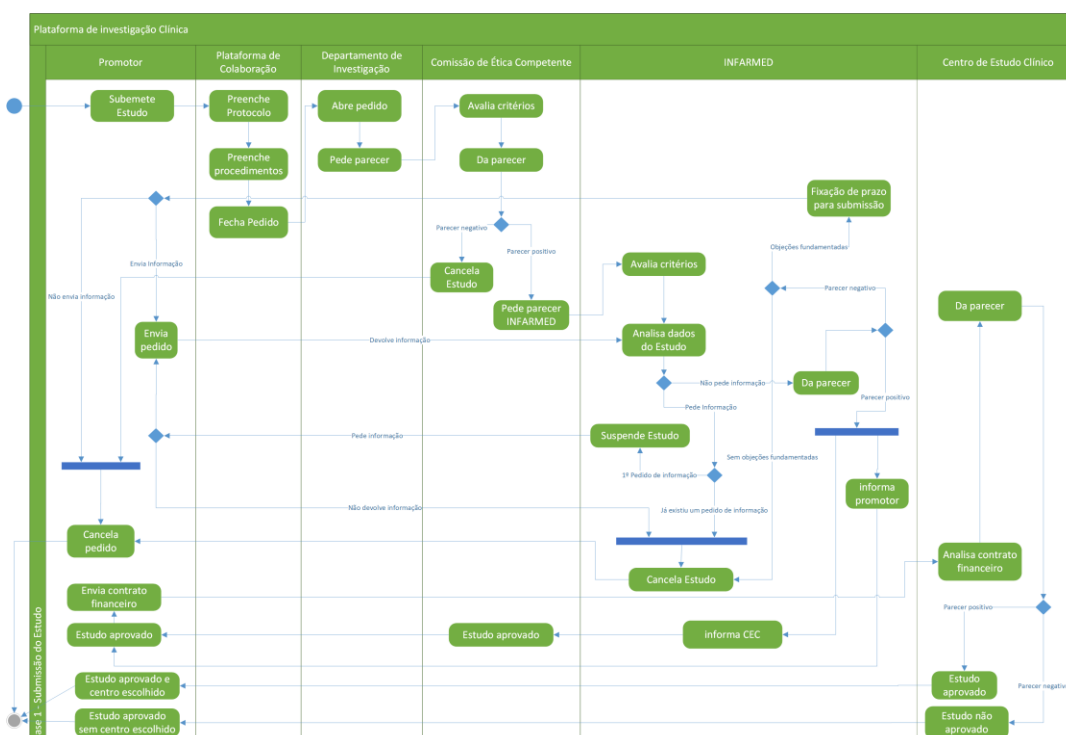 Plataforma de Investigação Clínica
Promotor
Plataforma de
Colaboração
Departamento de
Investigação
Comissão de Ética Competente
INFARMED
Centro de Estudo Clínico
Subemete
Estudo
Preenche
Protocolo
Abre pedido
Avalia critérios
Preenche
procedimentos
Pede parecer
Da parecer
Fecha Pedido
Fixação de prazo
para submissão
Parecer negativo
Parecer positivo
Objeções fundamentadas
Envia Informação
Não envia informação
Cancela
Estudo
Avalia critérios
Parecer negativo
Pede parecer
INFARMED
Da parecer
Envia
pedido
Devolve informação
Analisa dados
do Estudo
Não pede informação
Da parecer
Parecer positivo
Pede Informação
Pede informação
Suspende Estudo
Sem objeções fundamentadas
1º Pedido de informação
informa
promotor
Não devolve informação
Já existiu um pedido de informação
Cancela
pedido
Analisa contrato
financeiro
Cancela Estudo
Envia contrato
financeiro
Parecer positivo
Estudo aprovado
Estudo aprovado
informa CEC
Estudo aprovado e
centro escolhido
Estudo
aprovado
Parecer negativo
Estudo aprovado
sem centro escolhido
Estudo não
aprovado
ase 1 - Submissão do Estudo